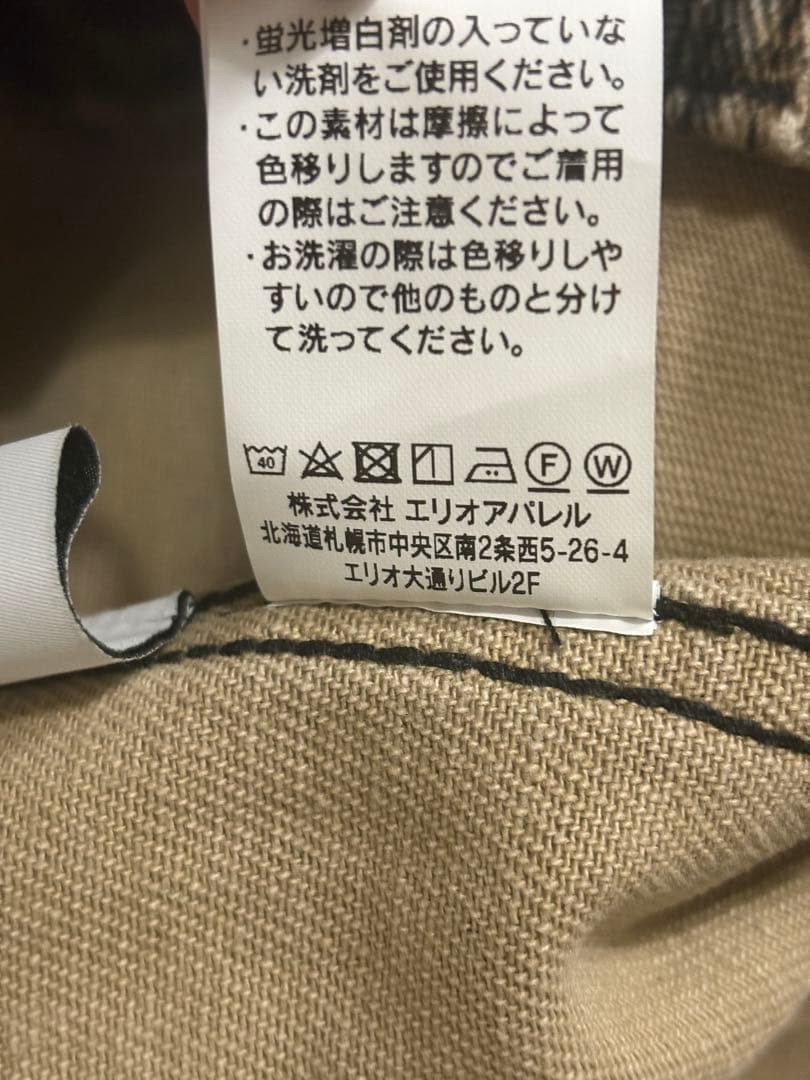 ・蛍光増白剤の入っていな
い洗剤をご使用ください。
・この素材は摩擦によって
色移りしますのでご着用
の際はご注意ください。
・お洗濯の際は色移りしや
すいので他のものと分け
て洗ってください。
40 F W
株式会社 エリオアパレル
北海道札幌市中央区南2条西5-26-4
エリオ大通りビル2F